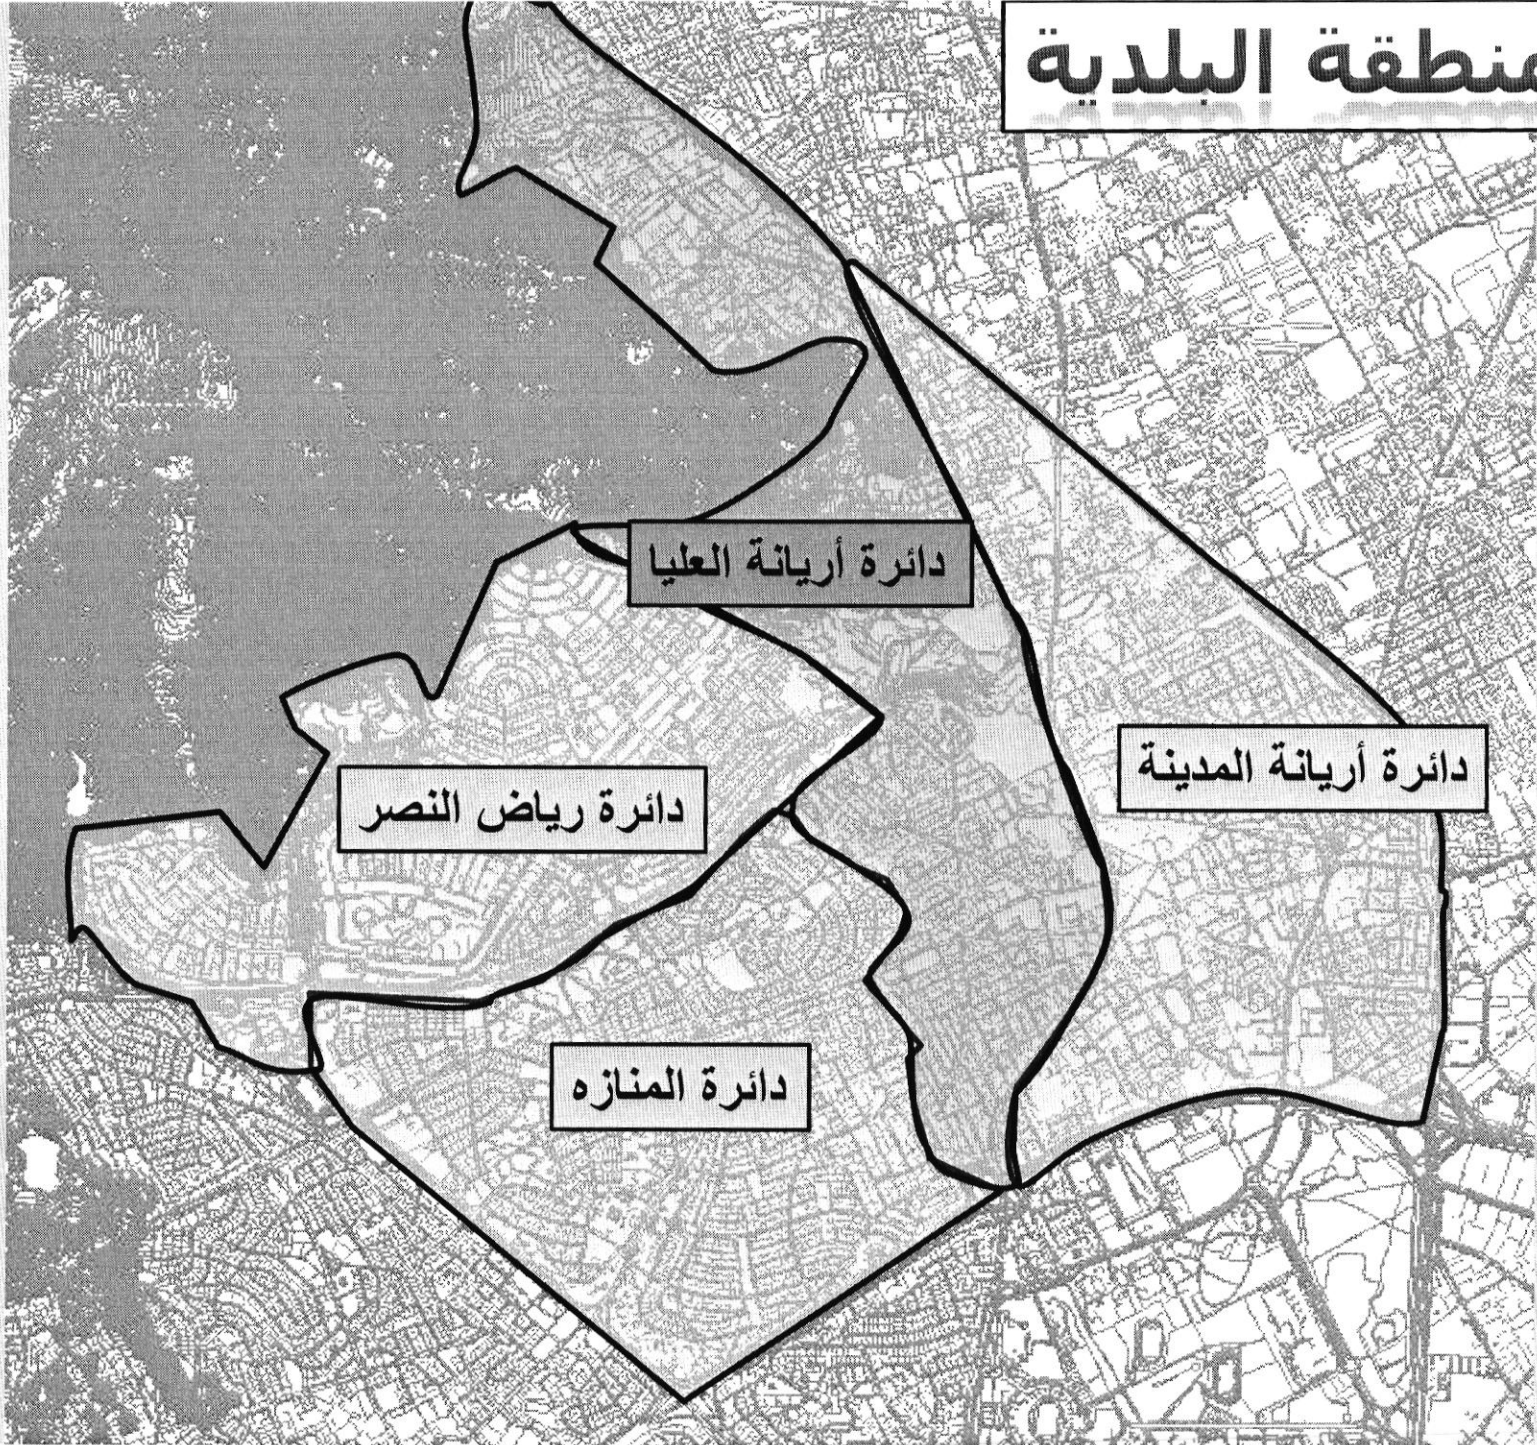 منطقة البلدية
دائرة أريانة العليا
دائرة أريانة المدينة
دائرة رياض النصر
دائرة المنازه